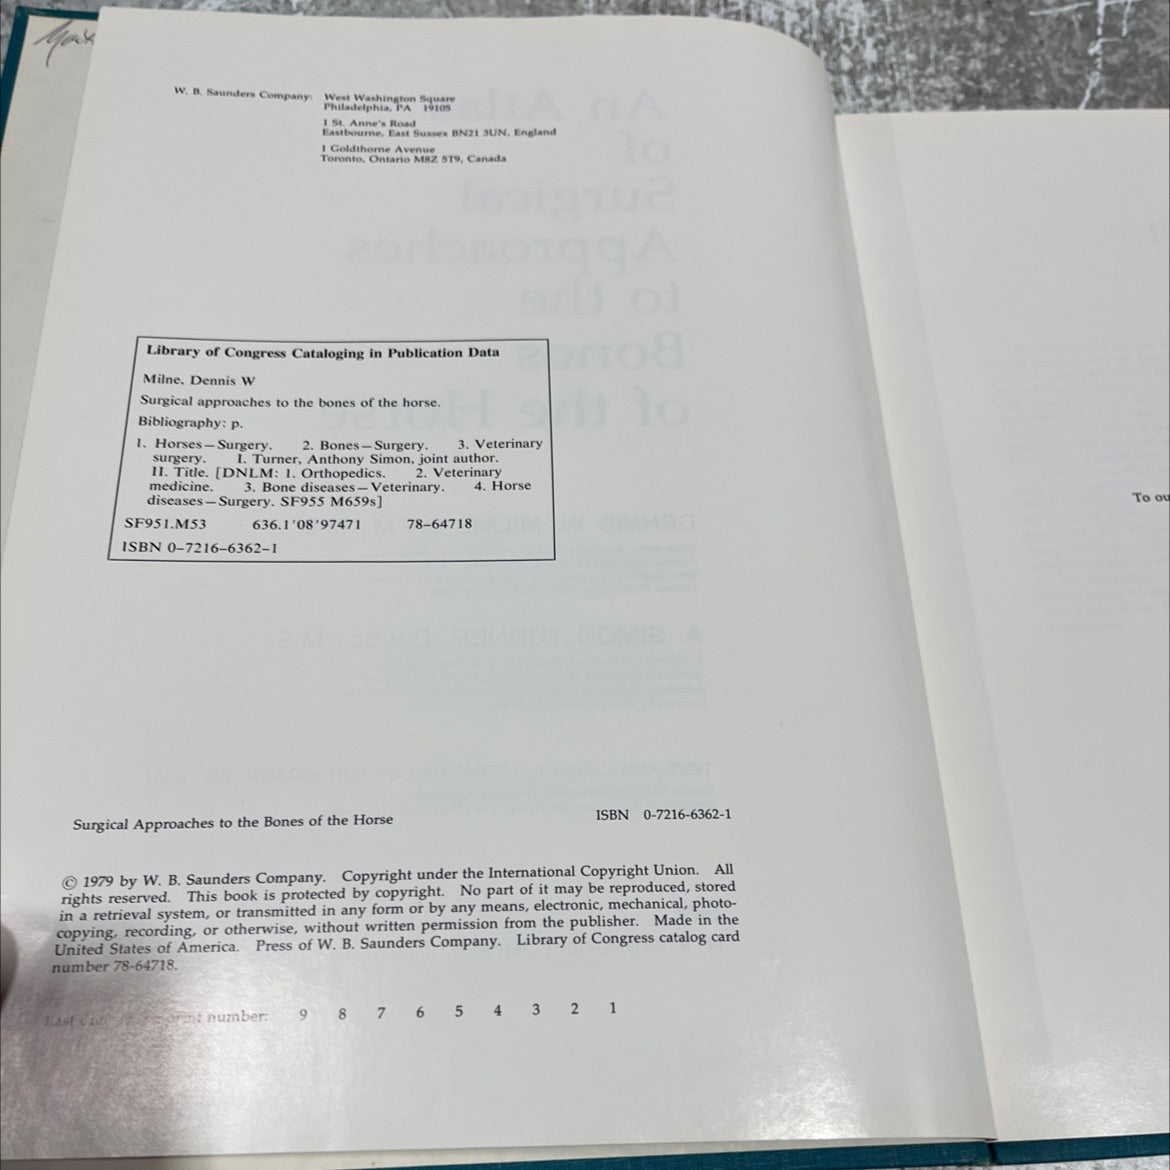 W. B. Saunders Company: West Washington Square
Philadelphia, PA 19105
1 St. Anne's Road
Eastbourne, East Sussex BN21 3UN, England
1 Goldthorne Avenue
Toronto, Ontario M8Z 5T9, Canada
Library of Congress Cataloging in Publication Data
Milne, Dennis W
Surgical approaches to the bones of the horse.
Bibliography: p.
1. Horses—Surgery. 2. Bones—Surgery. 3. Veterinary
surgery. I. Turner, Anthony Simon, joint author.
II. Title. [DNLM: 1. Orthopedics. 2. Veterinary
medicine. 3. Bone diseases—Veterinary. 4. Horse
diseases—Surgery. SF955 M659s]
SF951.M53 636.1'08'97471 78–64718
ISBN 0–7216–6362–1
To ou
Surgical Approaches to the Bones of the Horse ISBN 0-7216-6362-1
© 1979 by W. B. Saunders Company. Copyright under the International Copyright Union. All
rights reserved. This book is protected by copyright. No part of it may be reproduced, stored
in a retrieval system, or transmitted in any form or by any means, electronic, mechanical, photo-
copying, recording, or otherwise, without written permission from the publisher. Made in the
United States of America. Press of W. B. Saunders Company. Library of Congress catalog card
number 78-64718.
Last print number: 9 8 7 6 5 4 3 2 1